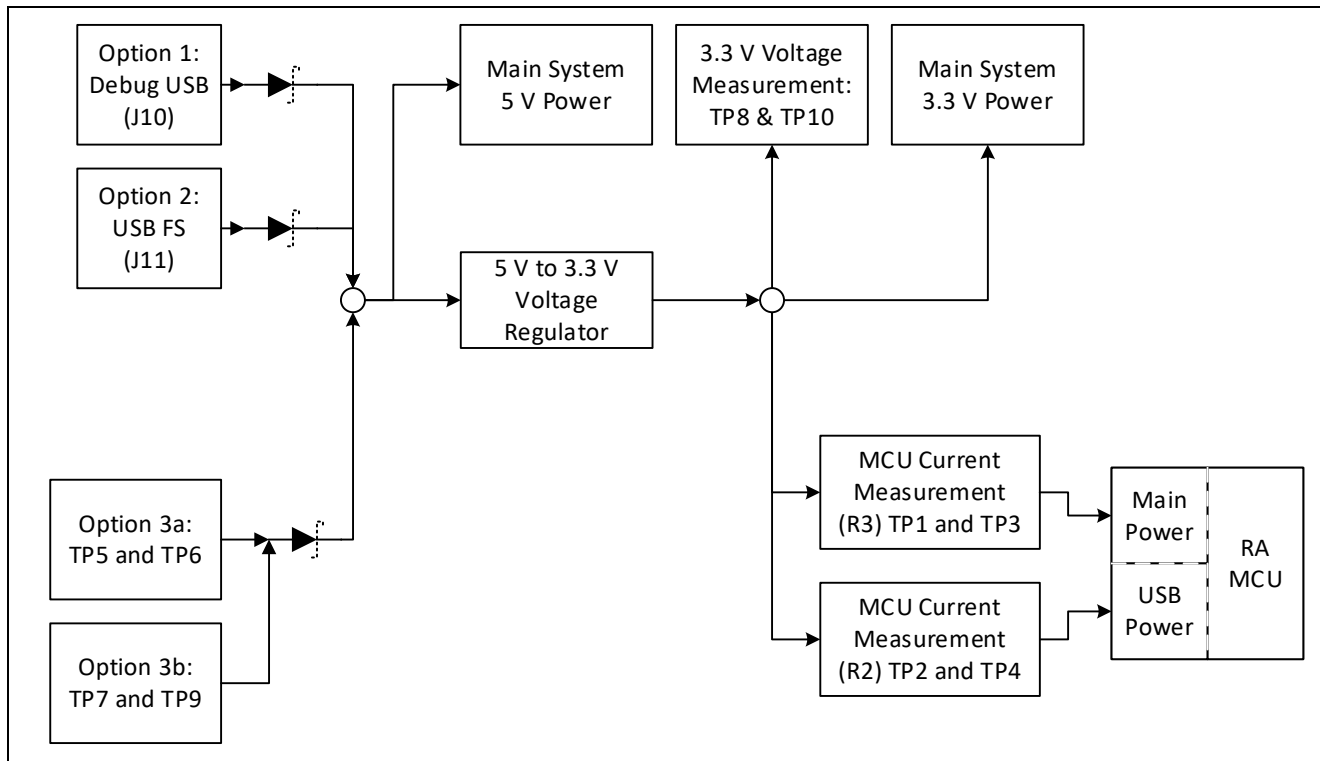 Option 1:
Debug USB
(J10)
Main System
5 V Power
3.3 V Voltage
Measurement:
TP8 & TP10
Main System
3.3 V Power
Option 2:
USB FS
(J11)
5 V to 3.3 V
Voltage
Regulator
Option 3a:
TP5 and TP6
MCU Current
Measurement
(R3) TP1 and TP3
Main
Power
RA
MCU
Option 3b:
TP7 and TP9
MCU Current
Measurement
(R2) TP2 and TP4
USB
Power